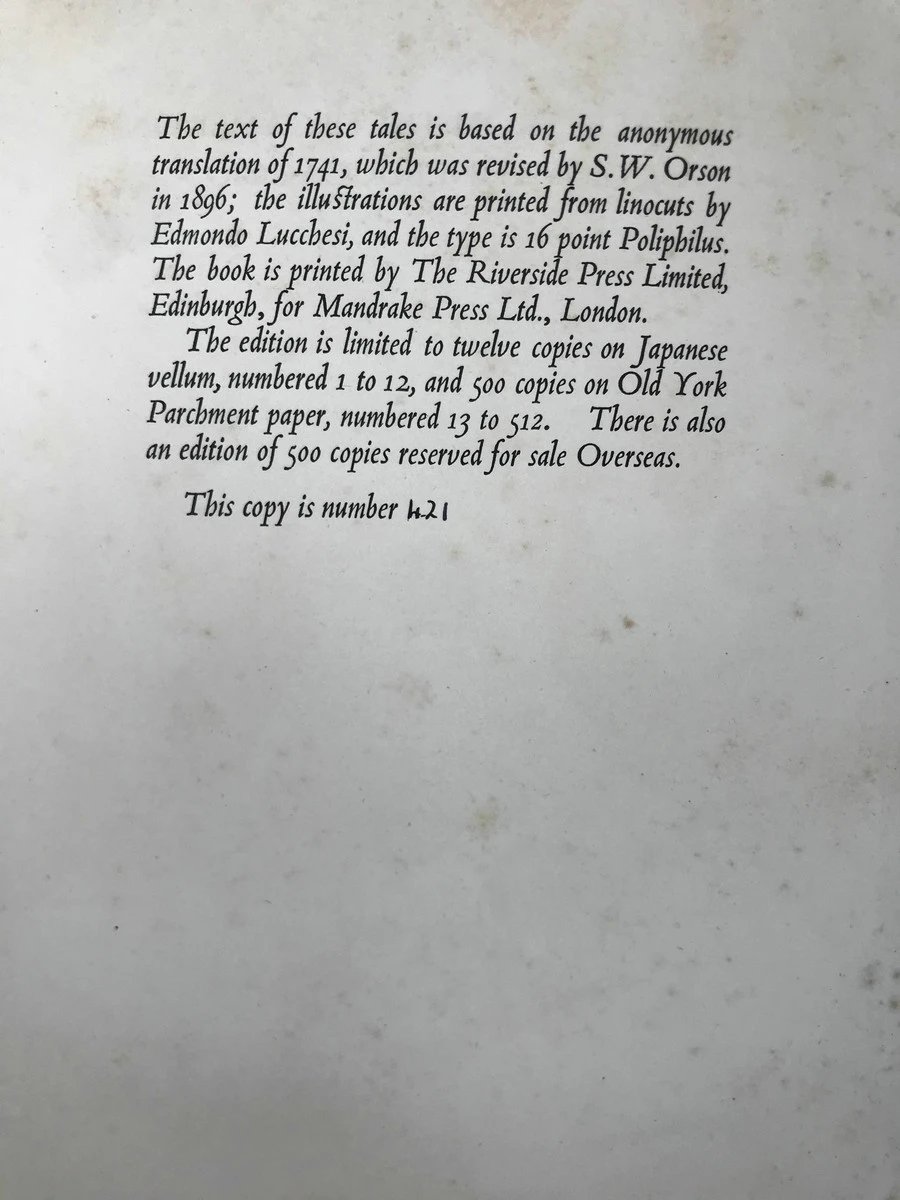 The text of these tales is based on the anonymous
translation of 1741, which was revised by S.W. Orson
in 1896; the illustrations are printed from linocuts by
Edmondo Lucchesi, and the type is 16 point Poliphilus.
The book is printed by The Riverside Press Limited,
Edinburgh, for Mandrake Press Ltd., London.
The edition is limited to twelve copies on Japanese
vellum, numbered 1 to 12, and 500 copies on Old York
Parchment paper, numbered 13 to 512. There is also
an edition of 500 copies reserved for sale Overseas.
This copy is number 421